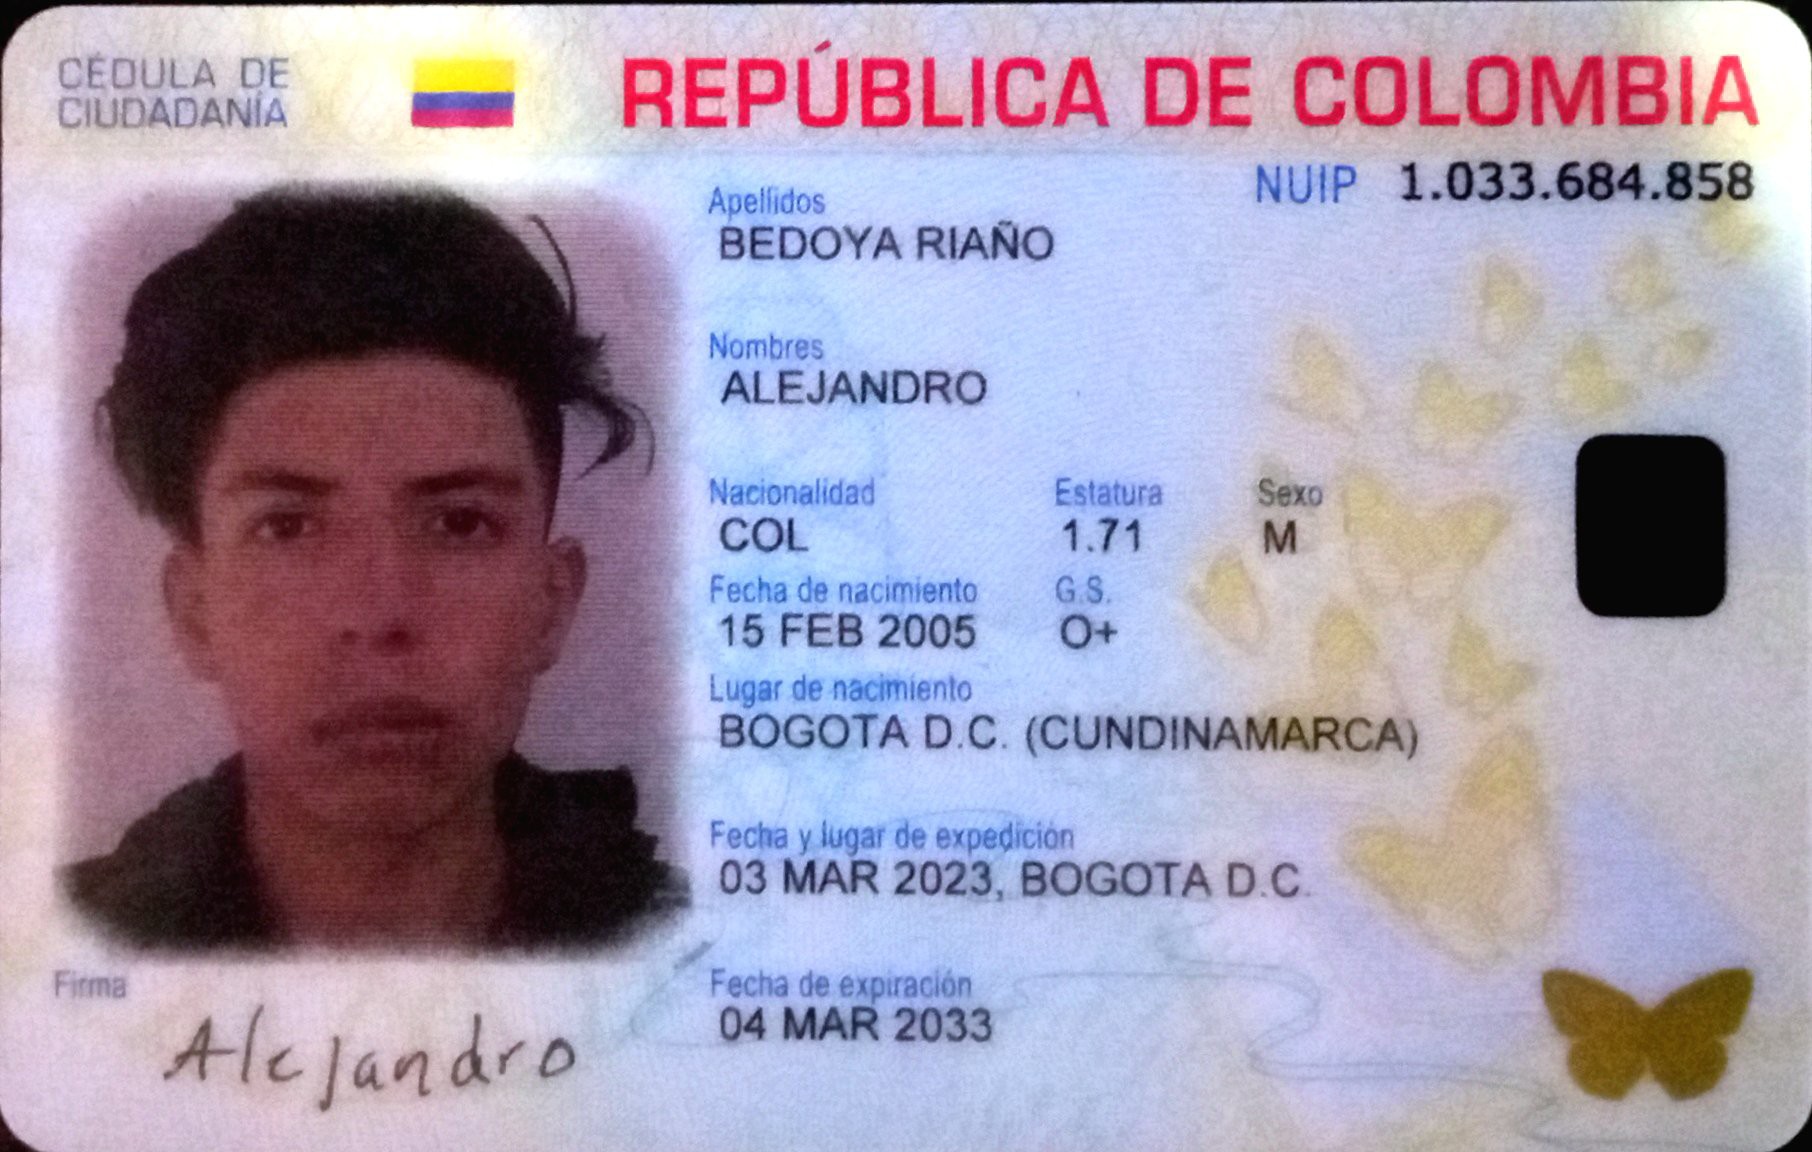 CÉDULA DE
CIUDADANÍA
REPÚBLICA DE COLOMBIA
NUIP 1.033.684.858
Apellidos
BEDOYA RIAÑO
Nombres
ALEJANDRO
Nacionalidad Estatura Sexo
COL 1.71 M
Fecha de nacimiento G.S.
15 FEB 2005 O+
Lugar de nacimiento
BOGOTA D.C. (CUNDINAMARCA)
Fecha y lugar de expedición
03 MAR 2023, BOGOTA D.C.
Fecha de expiración
04 MAR 2033
Firma
Alejandro